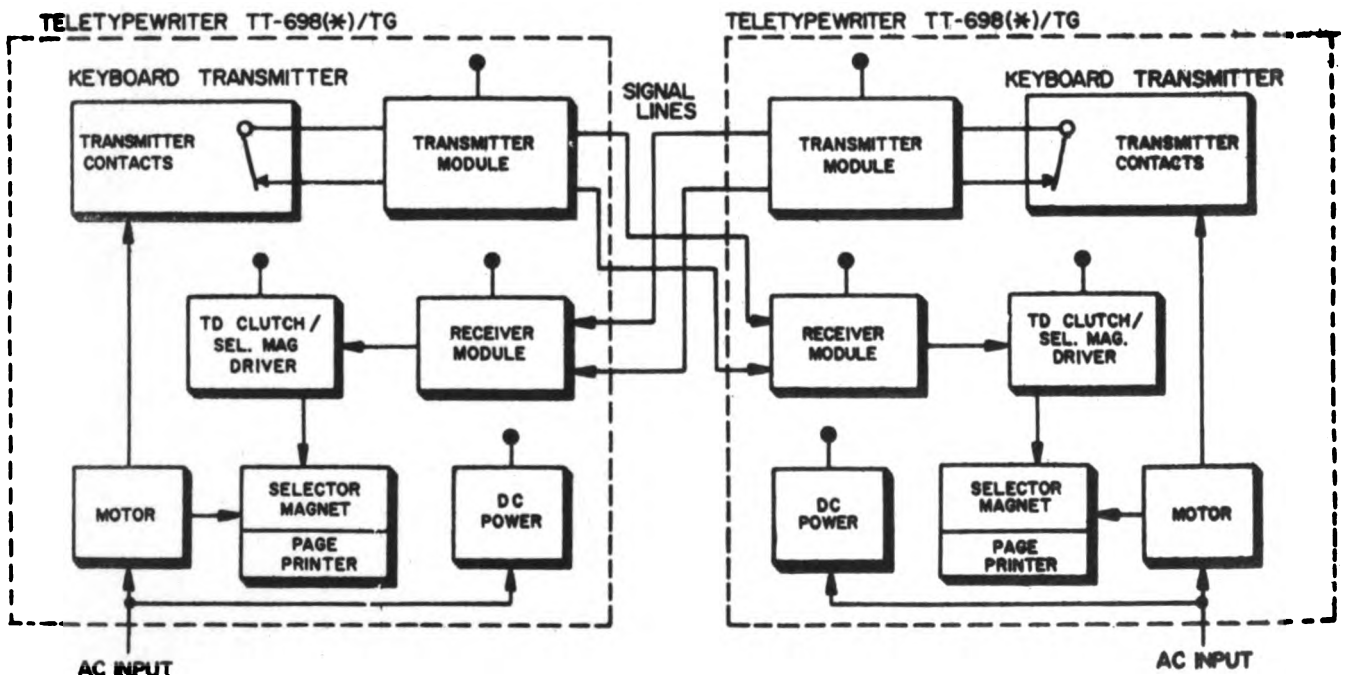 TELETYPEWRITER TT-698(*)/TG
KEYBOARD TRANSMITTER
TRANSMITTER
CONTACTS
TRANSMITTER
MODULE
TD CLUTCH /
SEL. MAG
DRIVER
RECEIVER
MODULE
MOTOR
SELECTOR
MAGNET
PAGE
PRINTER
DC
POWER
AC INPUT
SIGNAL
LINES
TELETYPEWRITER TT-698(*)/TG
TRANSMITTER
MODULE
KEYBOARD TRANSMITTER
TRANSMITTER
CONTACTS
RECEIVER
MODULE
TD CLUTCH/
SEL. MAG.
DRIVER
DC
POWER
SELECTOR
MAGNET
PAGE
PRINTER
MOTOR
AC INPUT